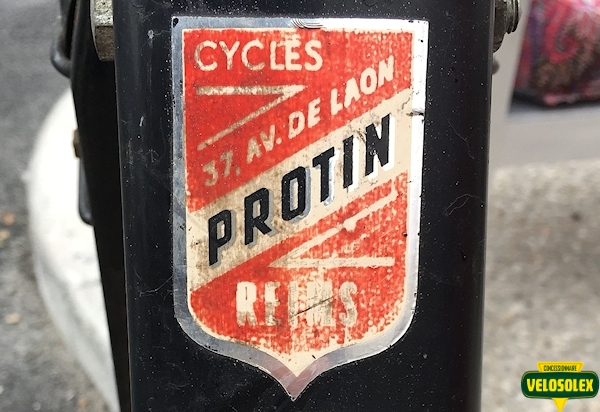 CYCLES
37, AV. DE LAON
PROTIN
REIMS
CONCESSIONNAIRE
VELOSOLEX